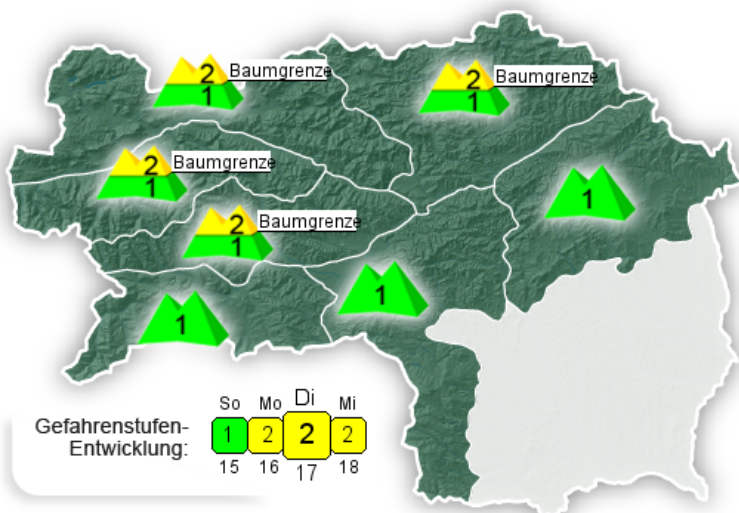 2 Baumgrenze
1
2 Baumgrenze
1
2 Baumgrenze
1
1
2 Baumgrenze
1
1
1
Gefahrenstufen-
Entwicklung:
So Mo Di Mi
1 2 2 2
15 16 17 18